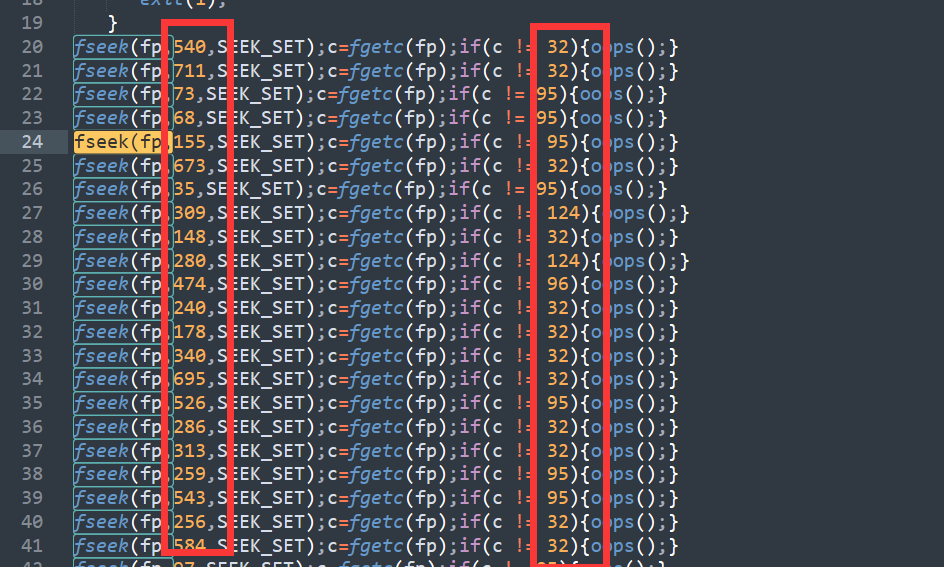 18 exit(1);
19 }
20 fseek(fp,540,SEEK_SET);c=fgetc(fp);if(c != 32){oops();}
21 fseek(fp,711,SEEK_SET);c=fgetc(fp);if(c != 32){oops();}
22 fseek(fp,73,SEEK_SET);c=fgetc(fp);if(c != 95){oops();}
23 fseek(fp,68,SEEK_SET);c=fgetc(fp);if(c != 95){oops();}
24 fseek(fp,155,SEEK_SET);c=fgetc(fp);if(c != 95){oops();}
25 fseek(fp,673,SEEK_SET);c=fgetc(fp);if(c != 32){oops();}
26 fseek(fp,35,SEEK_SET);c=fgetc(fp);if(c != 95){oops();}
27 fseek(fp,309,SEEK_SET);c=fgetc(fp);if(c != 124){oops();}
28 fseek(fp,148,SEEK_SET);c=fgetc(fp);if(c != 32){oops();}
29 fseek(fp,280,SEEK_SET);c=fgetc(fp);if(c != 124){oops();}
30 fseek(fp,474,SEEK_SET);c=fgetc(fp);if(c != 96){oops();}
31 fseek(fp,240,SEEK_SET);c=fgetc(fp);if(c != 32){oops();}
32 fseek(fp,178,SEEK_SET);c=fgetc(fp);if(c != 32){oops();}
33 fseek(fp,340,SEEK_SET);c=fgetc(fp);if(c != 32){oops();}
34 fseek(fp,695,SEEK_SET);c=fgetc(fp);if(c != 32){oops();}
35 fseek(fp,526,SEEK_SET);c=fgetc(fp);if(c != 95){oops();}
36 fseek(fp,286,SEEK_SET);c=fgetc(fp);if(c != 32){oops();}
37 fseek(fp,313,SEEK_SET);c=fgetc(fp);if(c != 32){oops();}
38 fseek(fp,259,SEEK_SET);c=fgetc(fp);if(c != 95){oops();}
39 fseek(fp,543,SEEK_SET);c=fgetc(fp);if(c != 95){oops();}
40 fseek(fp,256,SEEK_SET);c=fgetc(fp);if(c != 32){oops();}
41 fseek(fp,584,SEEK_SET);c=fgetc(fp);if(c != 32){oops();}